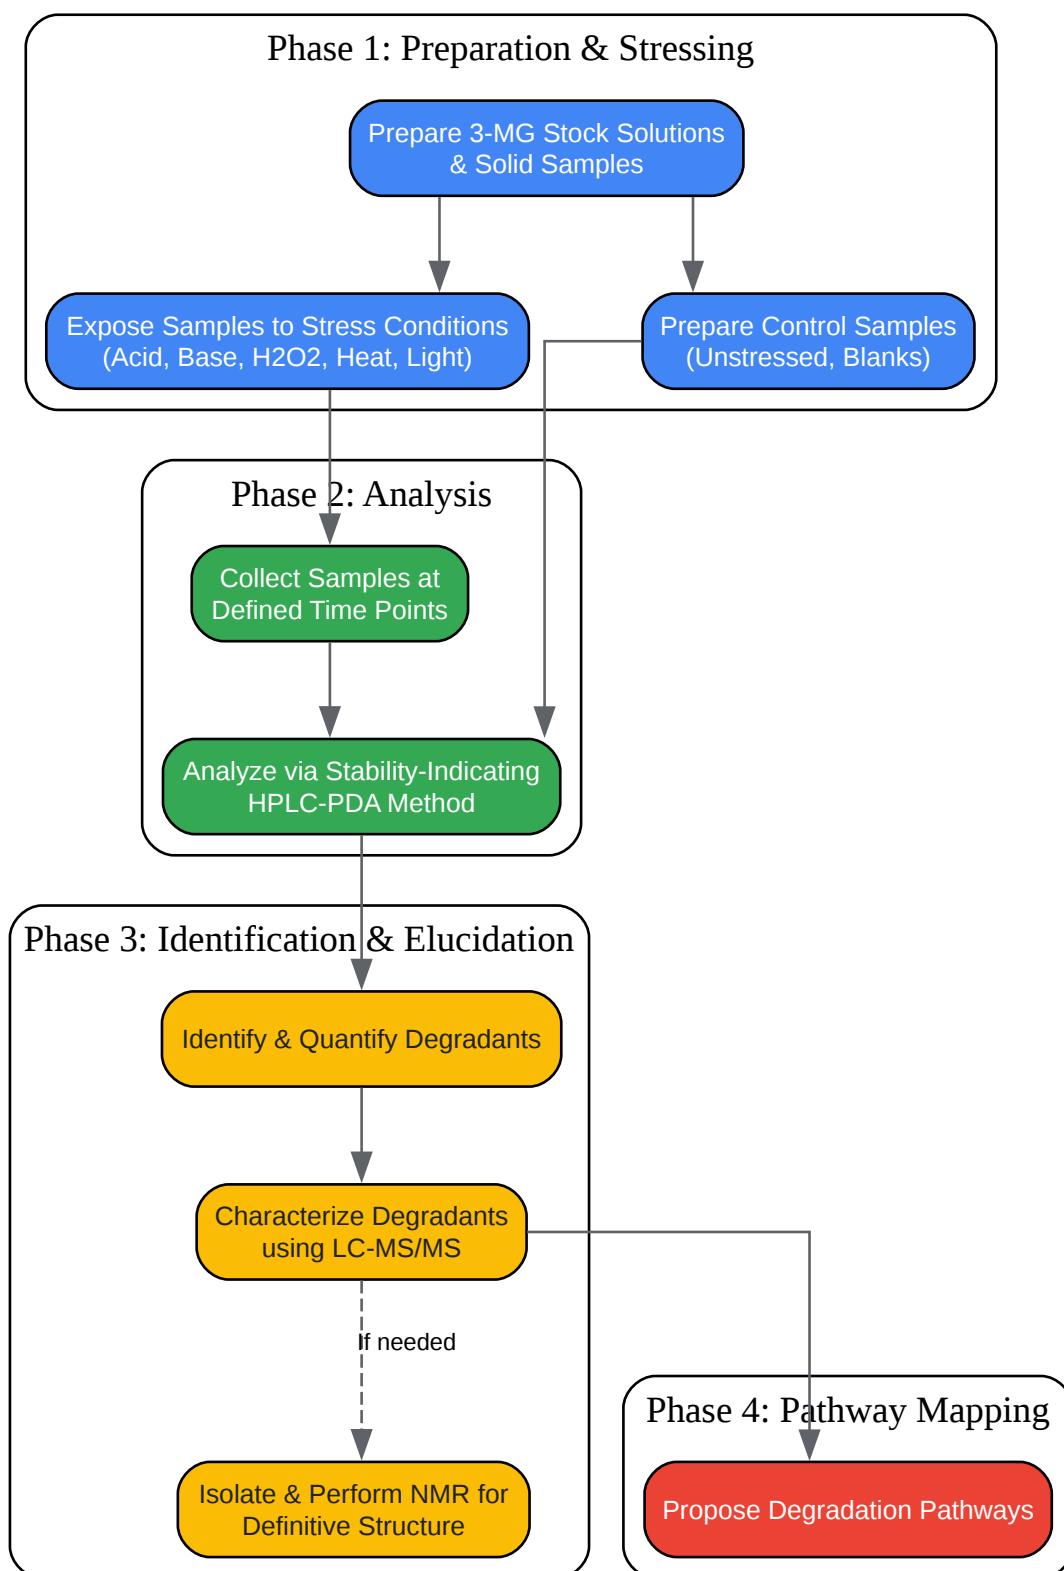 Phase 1: Preparation & Stressing
Prepare 3-MG Stock Solutions
& Solid Samples
Expose Samples to Stress Conditions
(Acid, Base, H2O2, Heat, Light)
Prepare Control Samples
(Unstressed, Blanks)
Phase 2: Analysis
Collect Samples at
Defined Time Points
Analyze via Stability-Indicating
HPLC-PDA Method
Phase 3: Identification & Elucidation
Identify & Quantify Degradants
Characterize Degradants
using LC-MS/MS
If needed
Isolate & Perform NMR for
Definitive Structure
Phase 4: Pathway Mapping
Propose Degradation Pathways